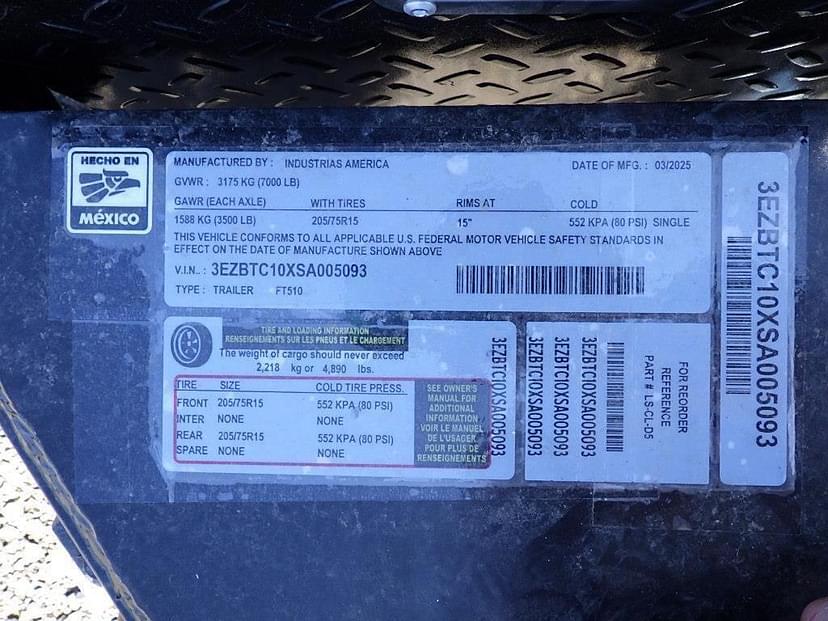 HECHO EN
MÉXICO
MANUFACTURED BY : INDUSTRIAS AMERICA DATE OF MFG. : 03/2025
GVWR : 3175 KG (7000 LB)
GAWR (EACH AXLE) WITH TIRES RIMS AT COLD
1588 KG (3500 LB) 205/75R15 15" 552 KPA (80 PSI) SINGLE
THIS VEHICLE CONFORMS TO ALL APPLICABLE U.S. FEDERAL MOTOR VEHICLE SAFETY STANDARDS IN
EFFECT ON THE DATE OF MANUFACTURE SHOWN ABOVE
V.I.N.. : 3EZBTC10XSA005093
TYPE : TRAILER FT510
3EZBTC10XSA005093
TIRE AND LOADING INFORMATION
RENSEIGNEMENTS SUR LES PNEUS ET LE CHARGEMENT
The weight of cargo should never exceed
2,218 kg or 4,890 lbs.
TIRE SIZE COLD TIRE PRESS.
FRONT 205/75R15 552 KPA (80 PSI)
INTER NONE NONE
REAR 205/75R15 552 KPA (80 PSI)
SPARE NONE NONE
SEE OWNER'S
MANUAL FOR
ADDITIONAL
INFORMATION
VOIR LE MANUEL
DE L'USAGER
POUR PLUS DE
RENSEIGNEMENTS
3EZBTC10XSA005093
3EZBTC10XSA005093
3EZBTC10XSA005093
3EZBTC10XSA005093
FOR REORDER
REFERENCE
PART # LS-CL-D5